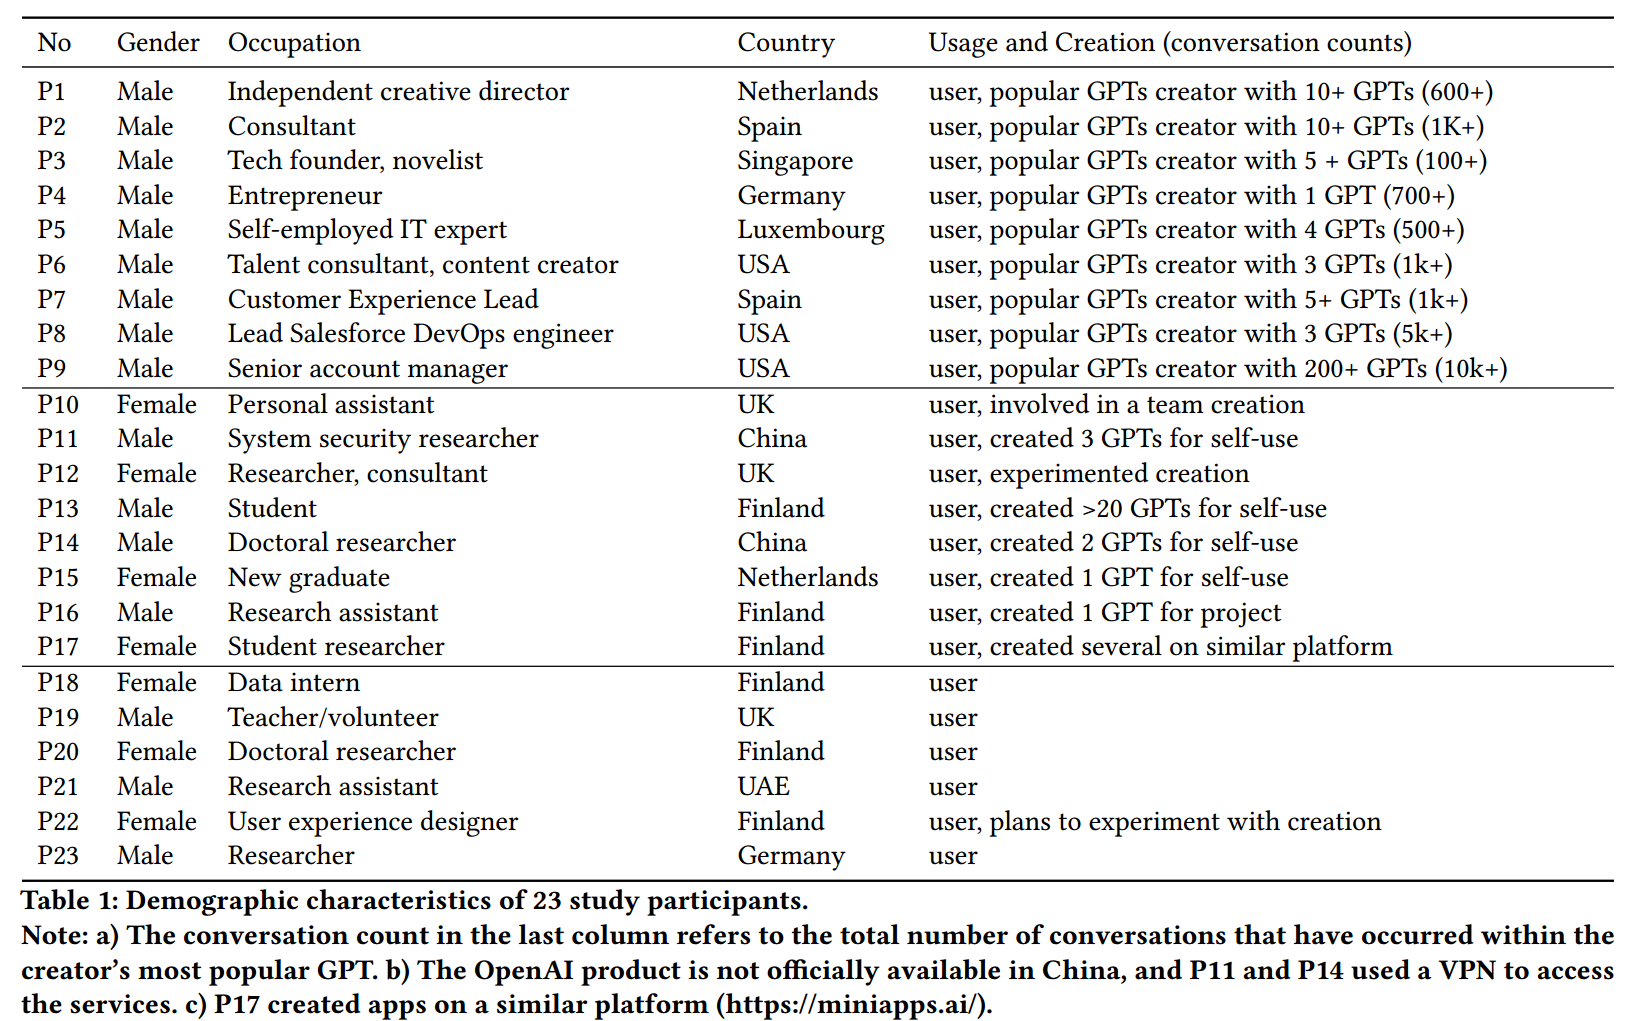 No Gender Occupation Country Usage and Creation (conversation counts)
P1 Male Independent creative director Netherlands user, popular GPTs creator with 10+ GPTs (600+)
P2 Male Consultant Spain user, popular GPTs creator with 10+ GPTs (1K+)
P3 Male Tech founder, novelist Singapore user, popular GPTs creator with 5 + GPTs (100+)
P4 Male Entrepreneur Germany user, popular GPTs creator with 1 GPT (700+)
P5 Male Self-employed IT expert Luxembourg user, popular GPTs creator with 4 GPTs (500+)
P6 Male Talent consultant, content creator USA user, popular GPTs creator with 3 GPTs (1k+)
P7 Male Customer Experience Lead Spain user, popular GPTs creator with 5+ GPTs (1k+)
P8 Male Lead Salesforce DevOps engineer USA user, popular GPTs creator with 3 GPTs (5k+)
P9 Male Senior account manager USA user, popular GPTs creator with 200+ GPTs (10k+)
P10 Female Personal assistant UK user, involved in a team creation
P11 Male System security researcher China user, created 3 GPTs for self-use
P12 Female Researcher, consultant UK user, experimented creation
P13 Male Student Finland user, created >20 GPTs for self-use
P14 Male Doctoral researcher China user, created 2 GPTs for self-use
P15 Female New graduate Netherlands user, created 1 GPT for self-use
P16 Male Research assistant Finland user, created 1 GPT for project
P17 Female Student researcher Finland user, created several on similar platform
P18 Female Data intern Finland user
P19 Male Teacher/volunteer UK user
P20 Female Doctoral researcher Finland user
P21 Male Research assistant UAE user
P22 Female User experience designer Finland user, plans to experiment with creation
P23 Male Researcher Germany user
Table 1: Demographic characteristics of 23 study participants.
Note: a) The conversation count in the last column refers to the total number of conversations that have occurred within the
creator's most popular GPT. b) The OpenAI product is not officially available in China, and P11 and P14 used a VPN to access
the services. c) P17 created apps on a similar platform (https://miniapps.ai/).